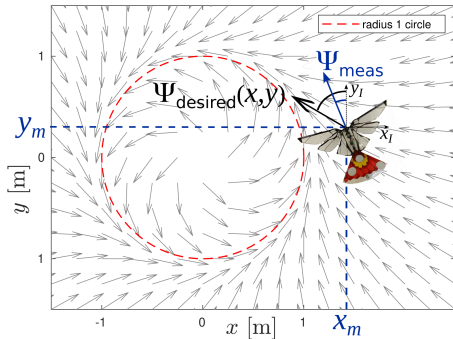 radius 1 circle
Ψmeas
yI
Ψdesired(x,y)
xI
ym
1
0
1
y [m]
-1
0
1
x [m]
xm